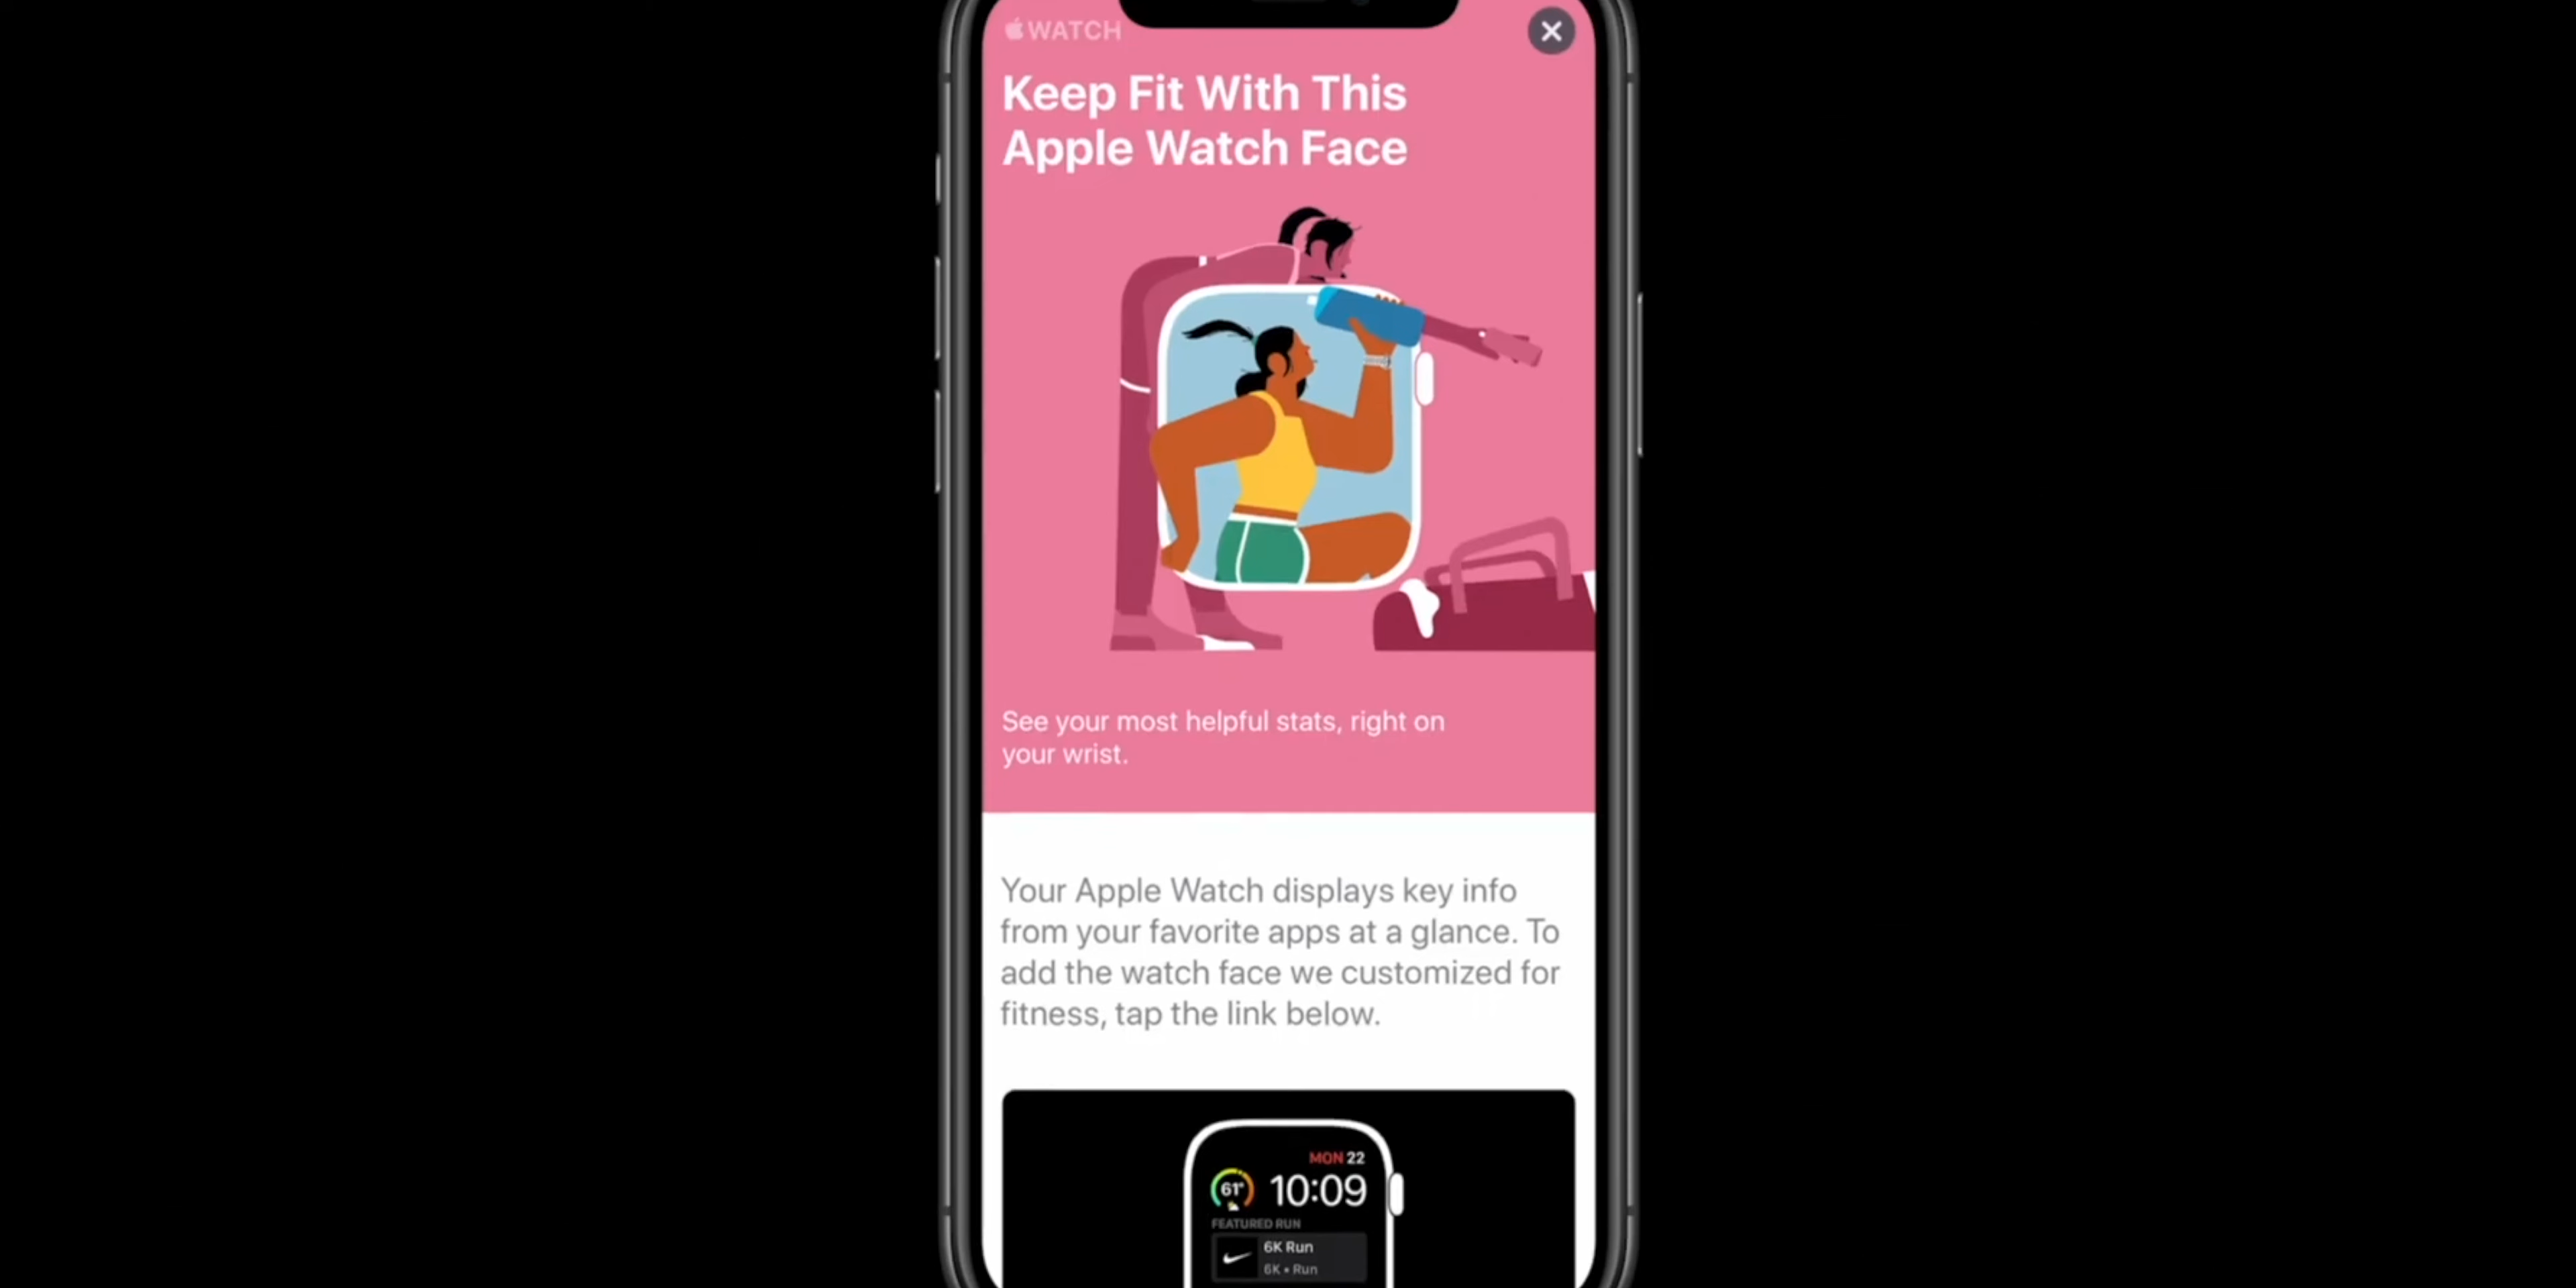 WATCH
Keep Fit With This
Apple Watch Face
See your most helpful stats, right on
your wrist.
Your Apple Watch displays key info
from your favorite apps at a glance. To
add the watch face we customized for
fitness, tap the link below.
MON 22
61°
10:09
FEATURED RUN
6K Run
6K • Run